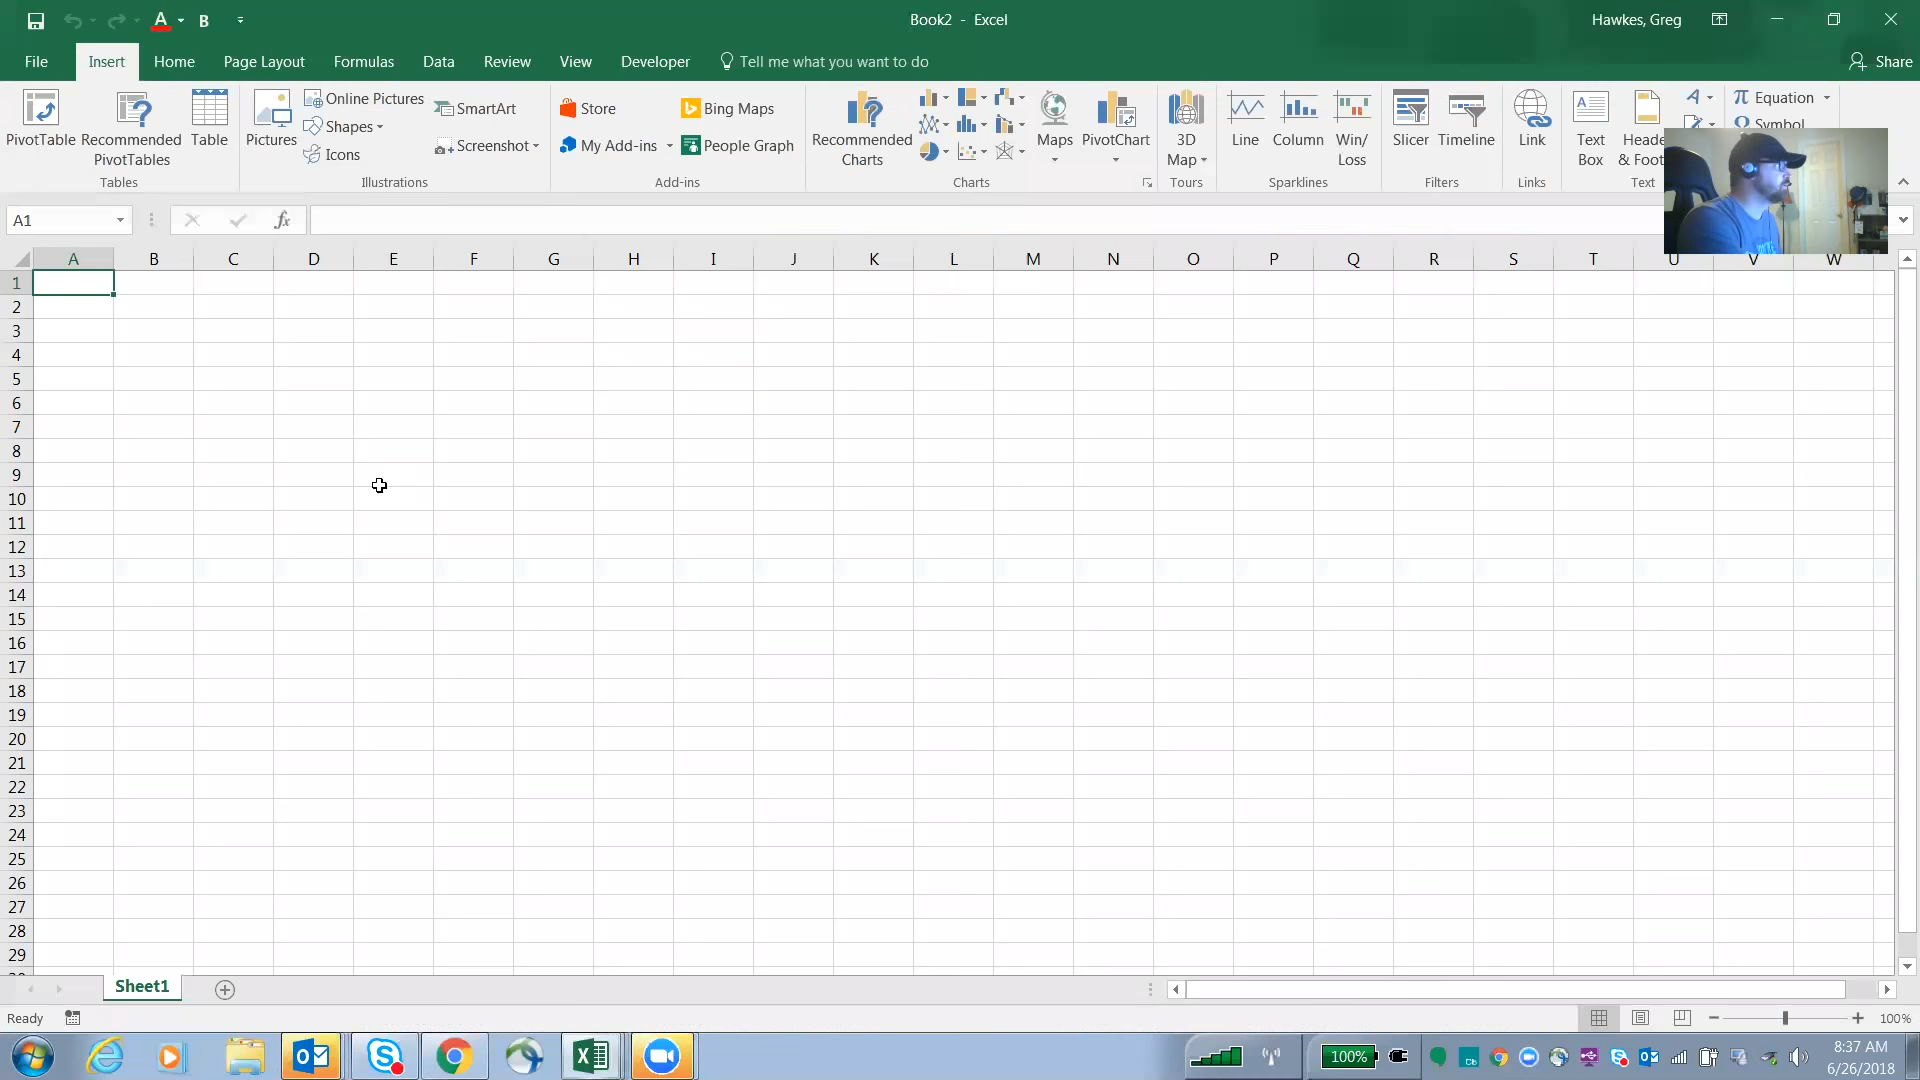 Book2 - Excel
Hawkes, Greg
File Insert Home Page Layout Formulas Data Review View Developer Tell me what you want to do Share
PivotTable
Recommended
PivotTables
Table
Tables
Pictures
Online Pictures
Shapes
Icons
SmartArt
Screenshot
Illustrations
Store
My Add-ins
Bing Maps
People Graph
Add-ins
Recommended
Charts
Maps
PivotChart
Charts
3D
Map
Tours
Line
Column
Win/
Loss
Sparklines
Slicer
Timeline
Filters
Link
Links
Text
Box
Heade
& Foot
Text
Equation
Symbol
A1
fx
A B C D E F G H I J K L M N O P Q R S T U V W
1
2
3
4
5
6
7
8
9
10
11
12
13
14
15
16
17
18
19
20
21
22
23
24
25
26
27
28
29
Sheet1
Ready
100%
100%
8:37 AM
6/26/2018